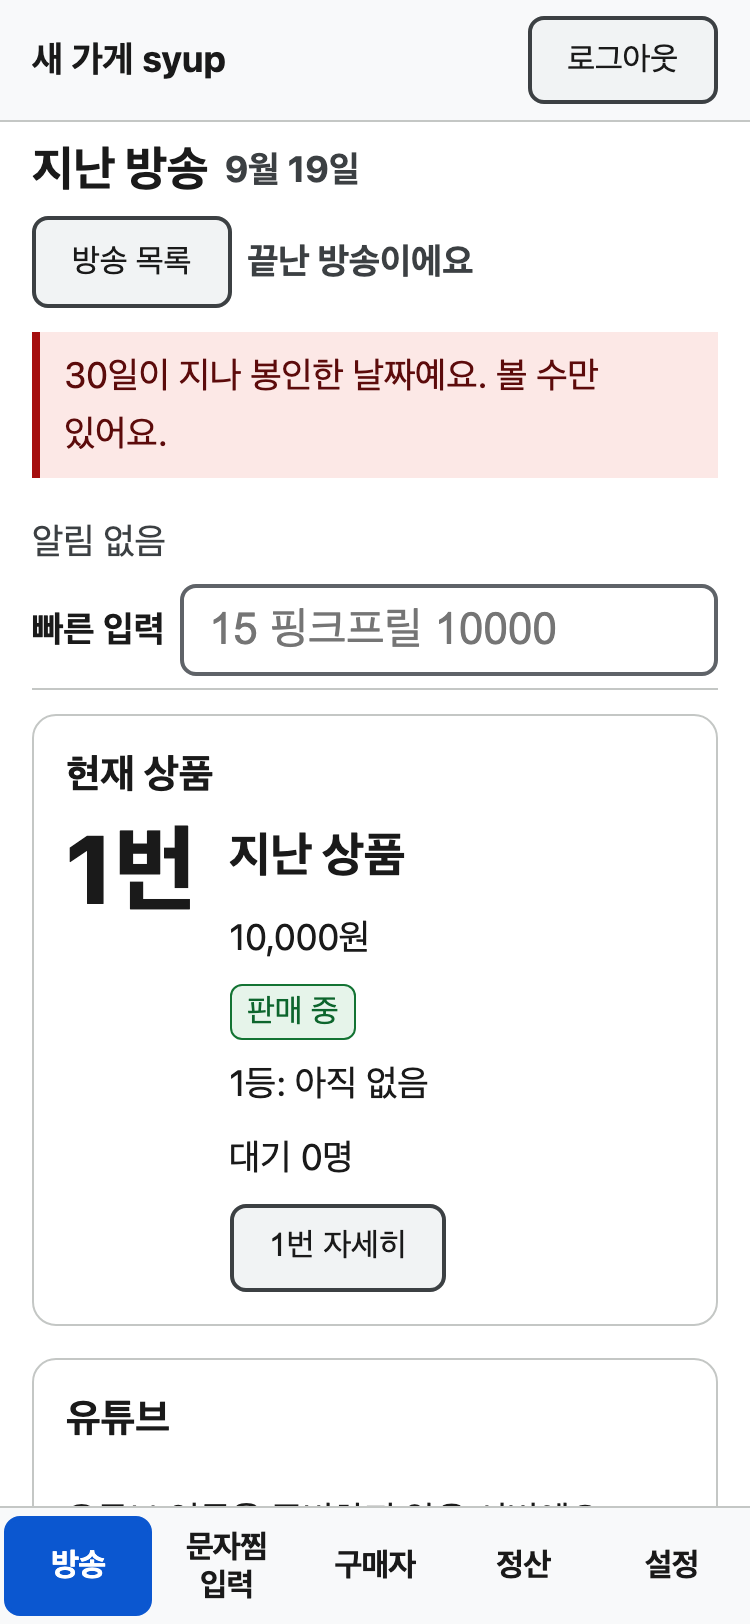 새 가게 syup
로그아웃
지난 방송 9월 19일
방송 목록
끝난 방송이에요
30일이 지나 봉인한 날짜예요. 볼 수만
있어요.
알림 없음
빠른 입력
15 핑크프릴 10000
현재 상품
1번
지난 상품
10,000원
판매 중
1등: 아직 없음
대기 0명
1번 자세히
유튜브
방송
문자찜
입력
구매자
정산
설정